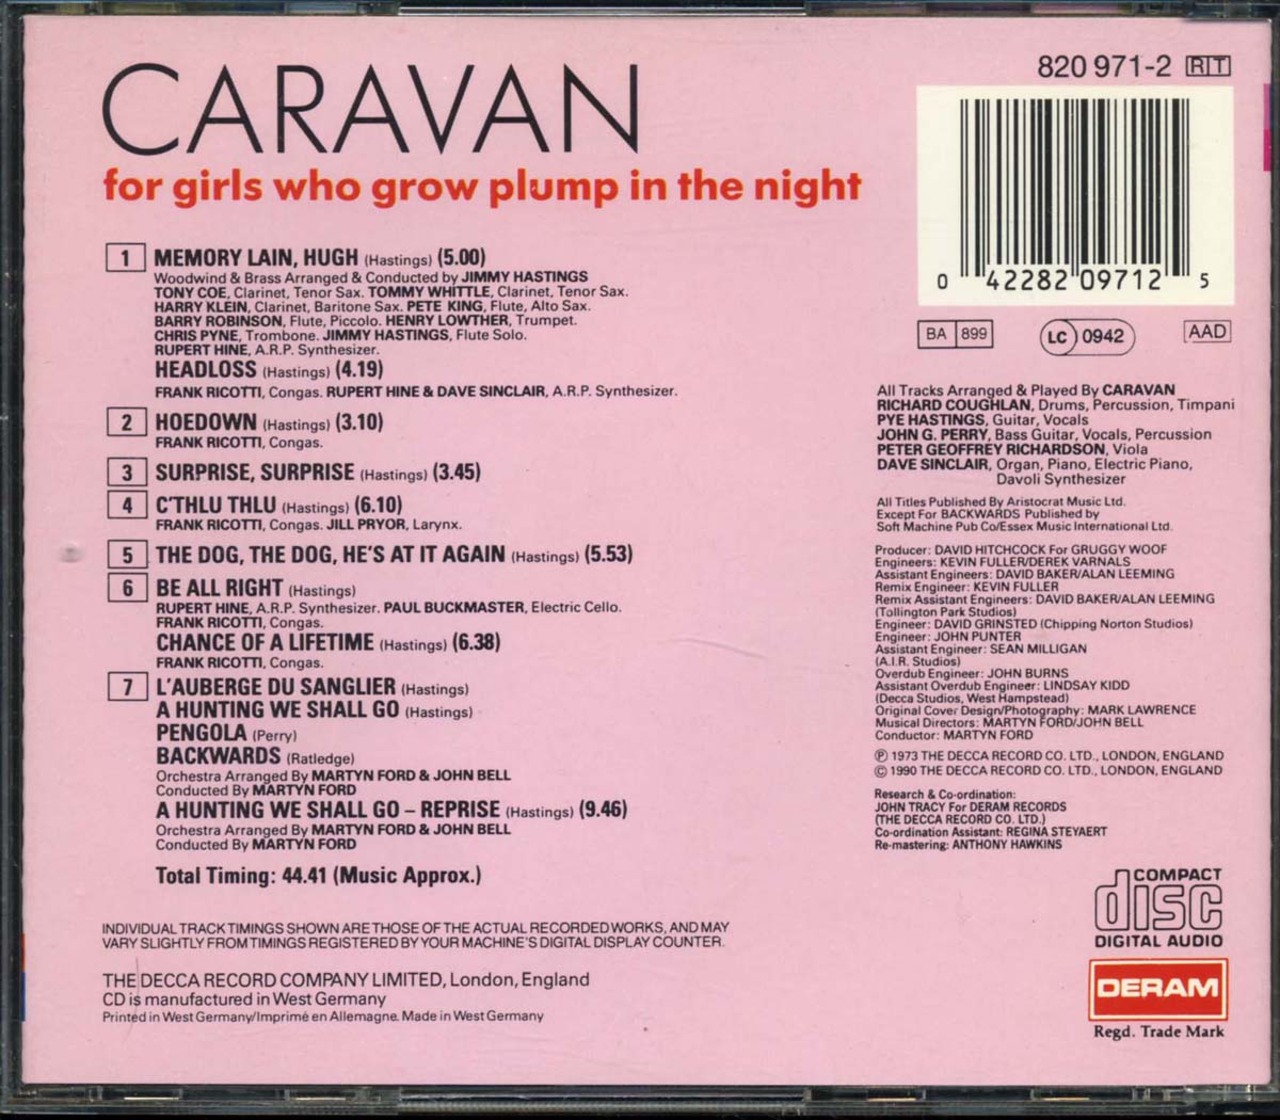 CARAVAN
for girls who grow plump in the night
1 MEMORY LAIN, HUGH (Hastings) (5.00)
Woodwind & Brass Arranged & Conducted by JIMMY HASTINGS
TONY COE, Clarinet, Tenor Sax. TOMMY WHITTLE, Clarinet, Tenor Sax.
HARRY KLEIN, Clarinet, Baritone Sax. PETE KING, Flute, Alto Sax.
BARRY ROBINSON, Flute, Piccolo. HENRY LOWTHER, Trumpet.
CHRIS PYNE, Trombone. JIMMY HASTINGS, Flute Solo.
RUPERT HINE, A.R.P. Synthesizer.
HEADLOSS (Hastings) (4.19)
FRANK RICOTTI, Congas. RUPERT HINE & DAVE SINCLAIR, A.R.P. Synthesizer.
2 HOEDOWN (Hastings) (3.10)
FRANK RICOTTI, Congas.
3 SURPRISE, SURPRISE (Hastings) (3.45)
4 C'THLU THLU (Hastings) (6.10)
FRANK RICOTTI, Congas. JILL PRYOR, Larynx.
5 THE DOG, THE DOG, HE'S AT IT AGAIN (Hastings) (5.53)
6 BE ALL RIGHT (Hastings)
RUPERT HINE, A.R.P. Synthesizer. PAUL BUCKMASTER, Electric Cello.
FRANK RICOTTI, Congas.
CHANCE OF A LIFETIME (Hastings) (6.38)
FRANK RICOTTI, Congas.
7 L'AUBERGE DU SANGLIER (Hastings)
A HUNTING WE SHALL GO (Hastings)
PENGOLA (Perry)
BACKWARDS (Ratledge)
Orchestra Arranged By MARTYN FORD & JOHN BELL
Conducted By MARTYN FORD
A HUNTING WE SHALL GO – REPRISE (Hastings) (9.46)
Orchestra Arranged By MARTYN FORD & JOHN BELL
Conducted By MARTYN FORD
Total Timing: 44.41 (Music Approx.)
INDIVIDUAL TRACK TIMINGS SHOWN ARE THOSE OF THE ACTUAL RECORDED WORKS, AND MAY
VARY SLIGHTLY FROM TIMINGS REGISTERED BY YOUR MACHINE'S DIGITAL DISPLAY COUNTER.
THE DECCA RECORD COMPANY LIMITED, London, England
CD is manufactured in West Germany
Printed in West Germany/Imprimé en Allemagne. Made in West Germany
820 971-2 RIT
0 42282 09712 5
BA 899
LC 0942
AAD
All Tracks Arranged & Played By CARAVAN
RICHARD COUGHLAN, Drums, Percussion, Timpani
PYE HASTINGS, Guitar, Vocals
JOHN G. PERRY, Bass Guitar, Vocals, Percussion
PETER GEOFFREY RICHARDSON, Viola
DAVE SINCLAIR, Organ, Piano, Electric Piano,
Davoli Synthesizer
All Titles Published By Aristocrat Music Ltd.
Except For BACKWARDS Published by
Soft Machine Pub Co/Essex Music International Ltd.
Producer: DAVID HITCHCOCK For GRUGGY WOOF
Engineers: KEVIN FULLER/DEREK VARNALS
Assistant Engineers: DAVID BAKER/ALAN LEEMING
Remix Engineer: KEVIN FULLER
Remix Assistant Engineers: DAVID BAKER/ALAN LEEMING
(Tollington Park Studios)
Engineer: DAVID GRINSTED (Chipping Norton Studios)
Engineer: JOHN PUNTER
Assistant Engineer: SEAN MILLIGAN
(A.I.R. Studios)
Overdub Engineer: JOHN BURNS
Assistant Overdub Engineer: LINDSAY KIDD
(Decca Studios, West Hampstead)
Original Cover Design/Photography: MARK LAWRENCE
Musical Directors: MARTYN FORD/JOHN BELL
Conductor: MARTYN FORD
℗ 1973 THE DECCA RECORD CO. LTD., LONDON, ENGLAND
© 1990 THE DECCA RECORD CO. LTD., LONDON, ENGLAND
Research & Co-ordination:
JOHN TRACY For DERAM RECORDS
(THE DECCA RECORD CO. LTD.)
Co-ordination Assistant: REGINA STEYAERT
Re-mastering: ANTHONY HAWKINS
COMPACT
disc
DIGITAL AUDIO
DERAM
Regd. Trade Mark